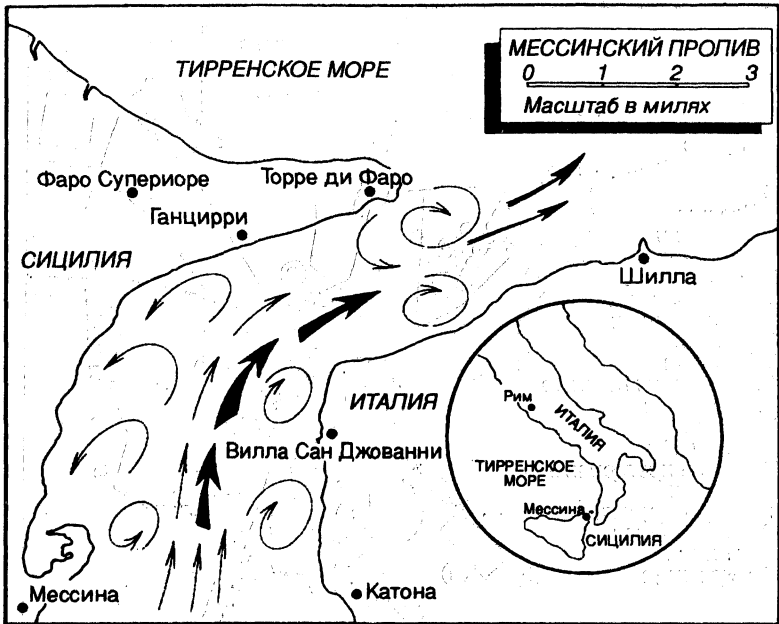 МЕССИНСКИЙ ПРОЛИВ
0 1 2 3
Масштаб в милях
ТИРРЕНСКОЕ МОРЕ
Фаро Супериоре
Торре ди Фаро
Ганцирри
СИЦИЛИЯ
Шилла
ИТАЛИЯ
Вилла Сан Джованни
Мессина
Катона
Рим
ИТАЛИЯ
ТИРРЕНСКОЕ
МОРЕ
Мессина
СИЦИЛИЯ